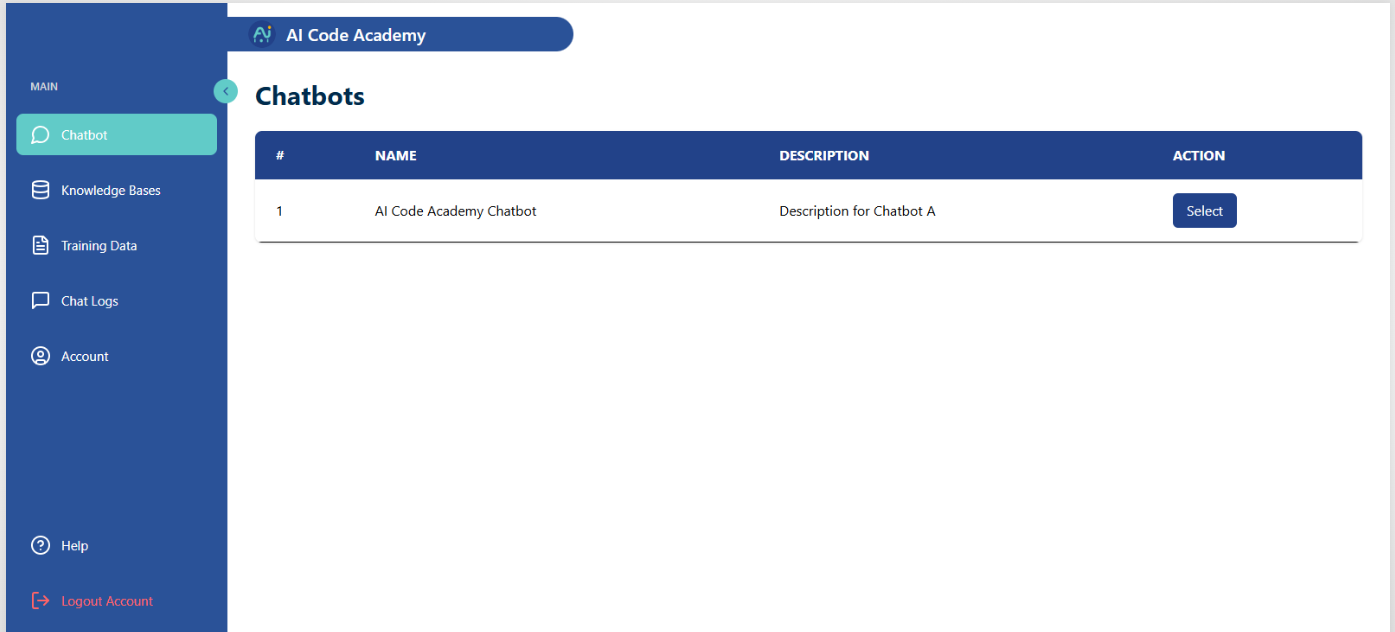 AI Code Academy
MAIN
Chatbot
Knowledge Bases
Training Data
Chat Logs
Account
Help
Logout Account
Chatbots
# NAME DESCRIPTION ACTION
1 AI Code Academy Chatbot Description for Chatbot A Select